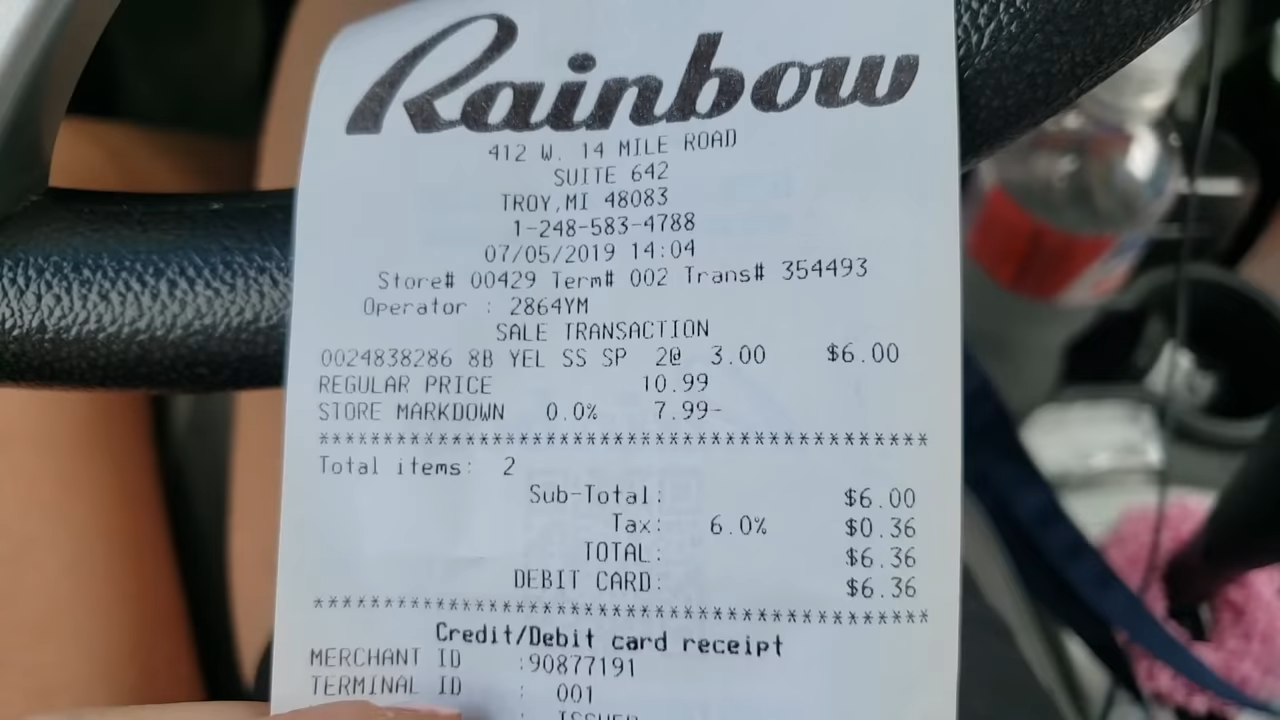 Rainbow
412 W. 14 MILE ROAD
SUITE 642
TROY,MI 48083
1-248-583-4788
07/05/2019 14:04
Store# 00429 Term# 002 Trans# 354493
Operator : 2864YM
SALE TRANSACTION
0024838286 8B YEL SS SP 2@ 3.00 $6.00
REGULAR PRICE 10.99
STORE MARKDOWN 0.0% 7.99-
*******************************************
Total items: 2
Sub-Total: $6.00
Tax: 6.0% $0.36
TOTAL: $6.36
DEBIT CARD: $6.36
*******************************************
Credit/Debit card receipt
MERCHANT ID :90877191
TERMINAL ID : 001
: ISSUER